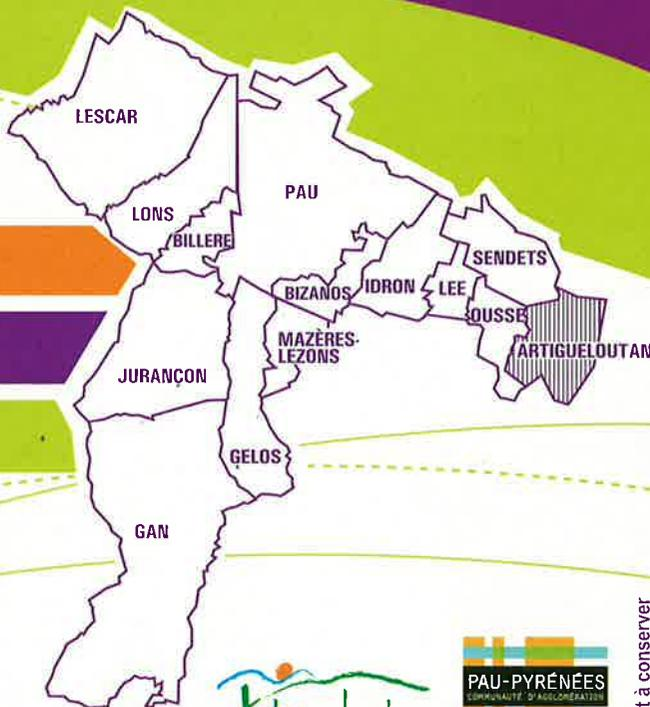 LESCAR
PAU
LONS
BILLERE
SENDETS
BIZANOS
IDRON
LEE
OUSSE
MAZÈRES-
LEZONS
ARTIGUELOUTAN
JURANÇON
GELOS
GAN
PAU-PYRÉNÉES
COMMUNAUTÉ D'AGGLOMÉRATION
t à conserver